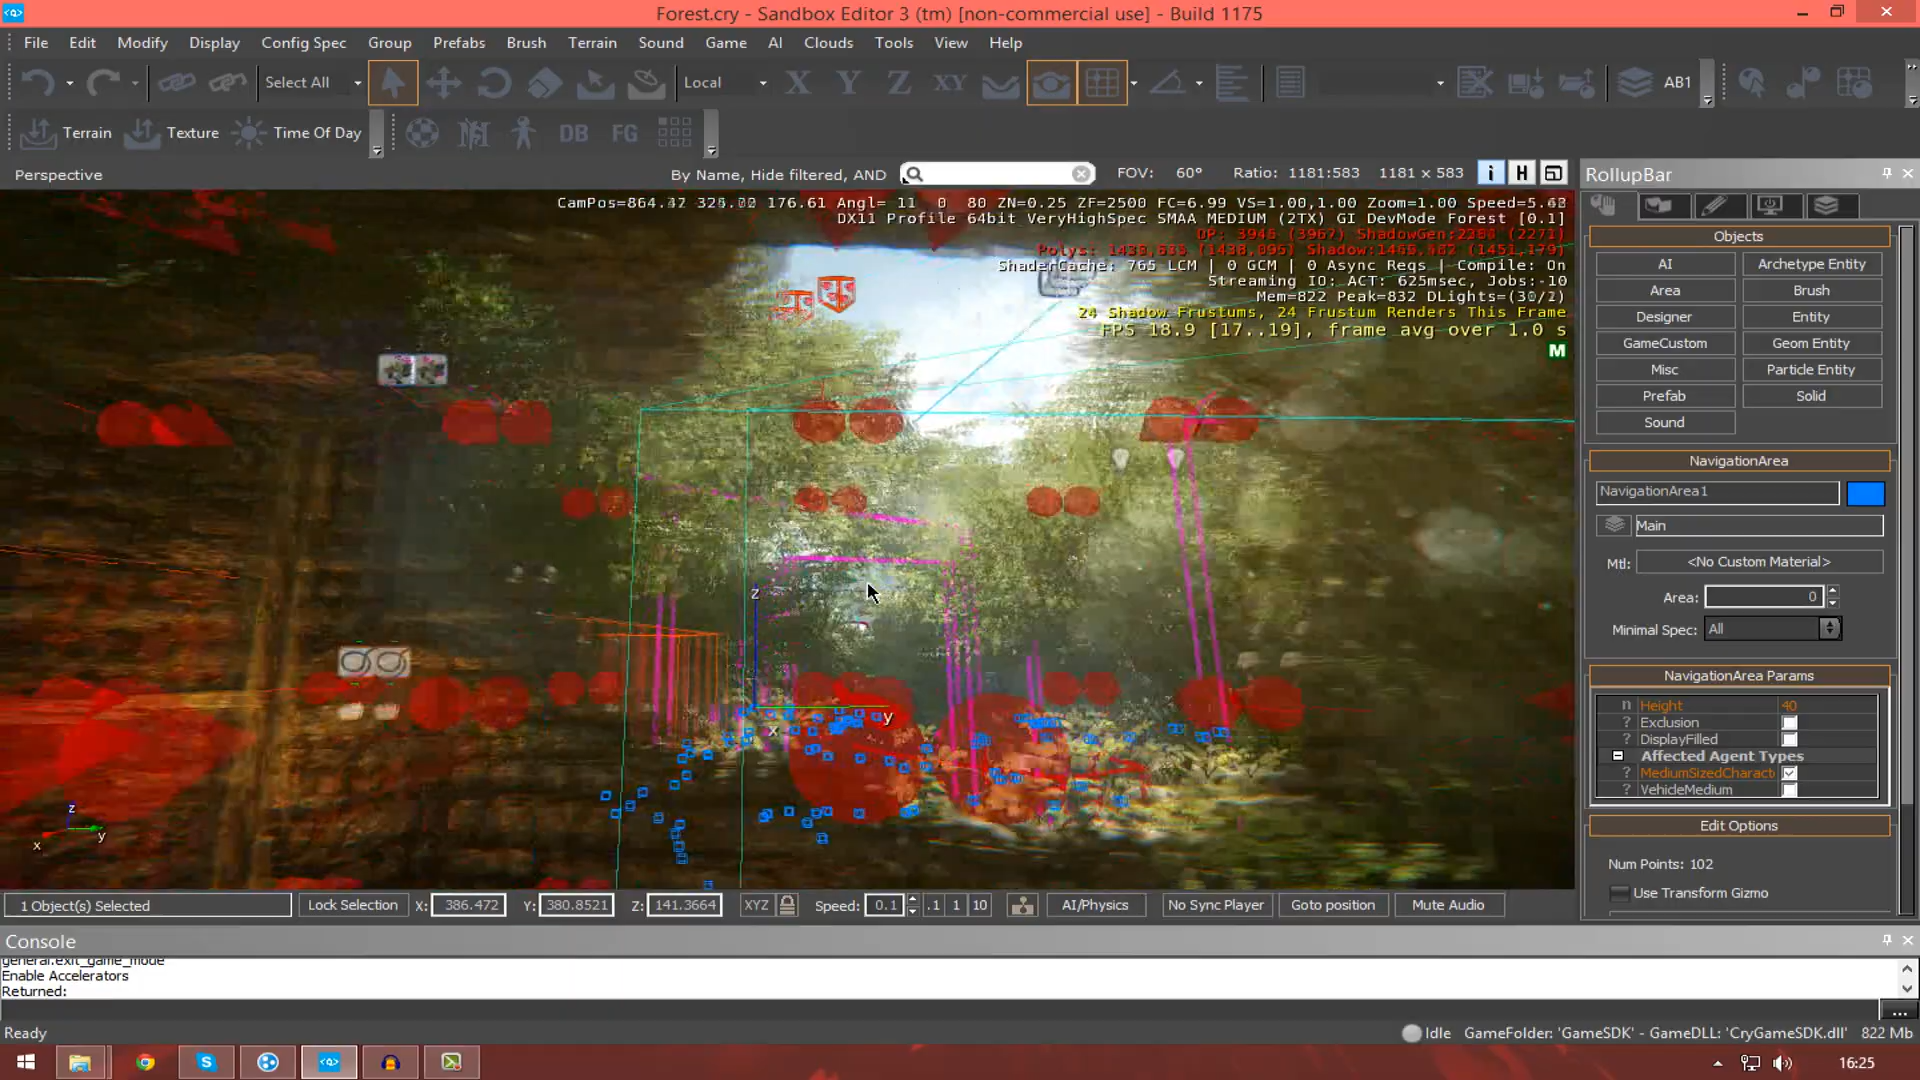 Forest.cry - Sandbox Editor 3 (tm) [non-commercial use] - Build 1175
File Edit Modify Display Config Spec Group Prefabs Brush Terrain Sound Game AI Clouds Tools View Help
Select All Local X Y Z XY AB1
Terrain Texture Time Of Day DB FG
Perspective By Name, Hide filtered, AND FOV: 60° Ratio: 1181:583 1181 x 583 i H
RollupBar
DX11 Profile 64bit VeryHighSpec SMAA MEDIUM (2TX) GI DevMode Forest [0.1]
ShaderCache: 765 LCM | 0 GCM | 0 Async Reqs | Compile: On
Streaming IO: ACT: 625msec, Jobs:-10
24 Shadow Frustums, 24 Frustum Renders This Frame
FPS 18.9 [17..19], frame avg over 1.0 s
M
z
y
x
z
y
x
Objects
AI Archetype Entity
Area Brush
Designer Entity
GameCustom Geom Entity
Misc Particle Entity
Prefab Solid
Sound
NavigationArea
NavigationArea1
Main
Mtl: <No Custom Material>
Area: 0
Minimal Spec: All
NavigationArea Params
n Height 40
? Exclusion
? DisplayFilled
Affected Agent Types
? MediumSizedCharact
? VehicleMedium
Edit Options
Num Points: 102
Use Transform Gizmo
1 Object(s) Selected Lock Selection X: 386.472 Y: 380.8521 Z: 141.3664 XYZ Speed: 0.1 .1 1 10 AI/Physics No Sync Player Goto position Mute Audio
Console
general.exit_game_mode
Enable Accelerators
Returned:
...
Ready Idle GameFolder: 'GameSDK' - GameDLL: 'CryGameSDK.dll' 822 Mb
16:25